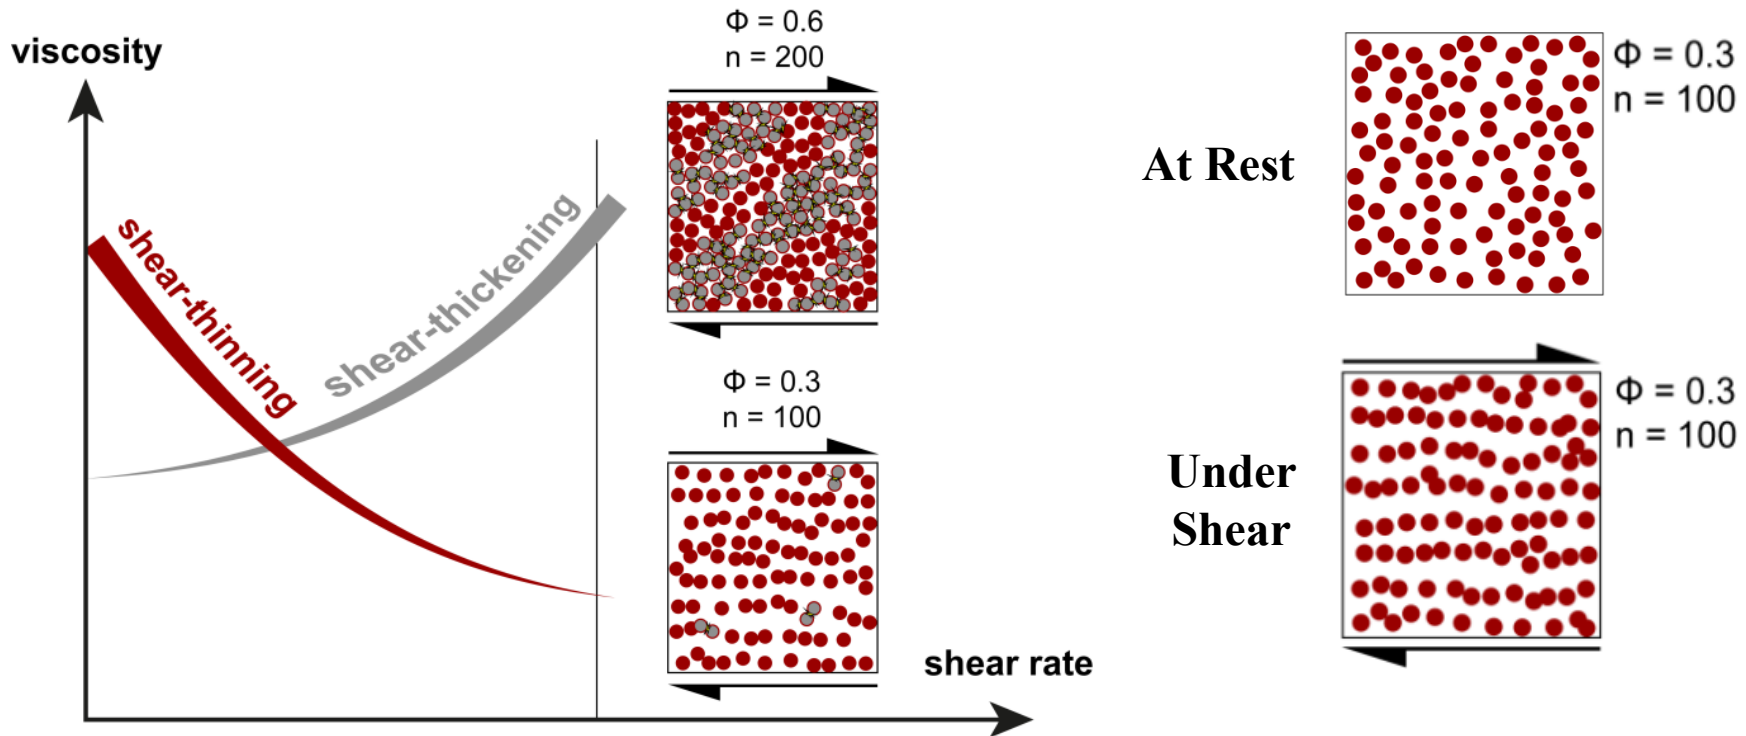 viscosity
shear-thinning
shear-thickening
Φ = 0.6
n = 200
Φ = 0.3
n = 100
shear rate
At Rest
Φ = 0.3
n = 100
Under
Shear
Φ = 0.3
n = 100